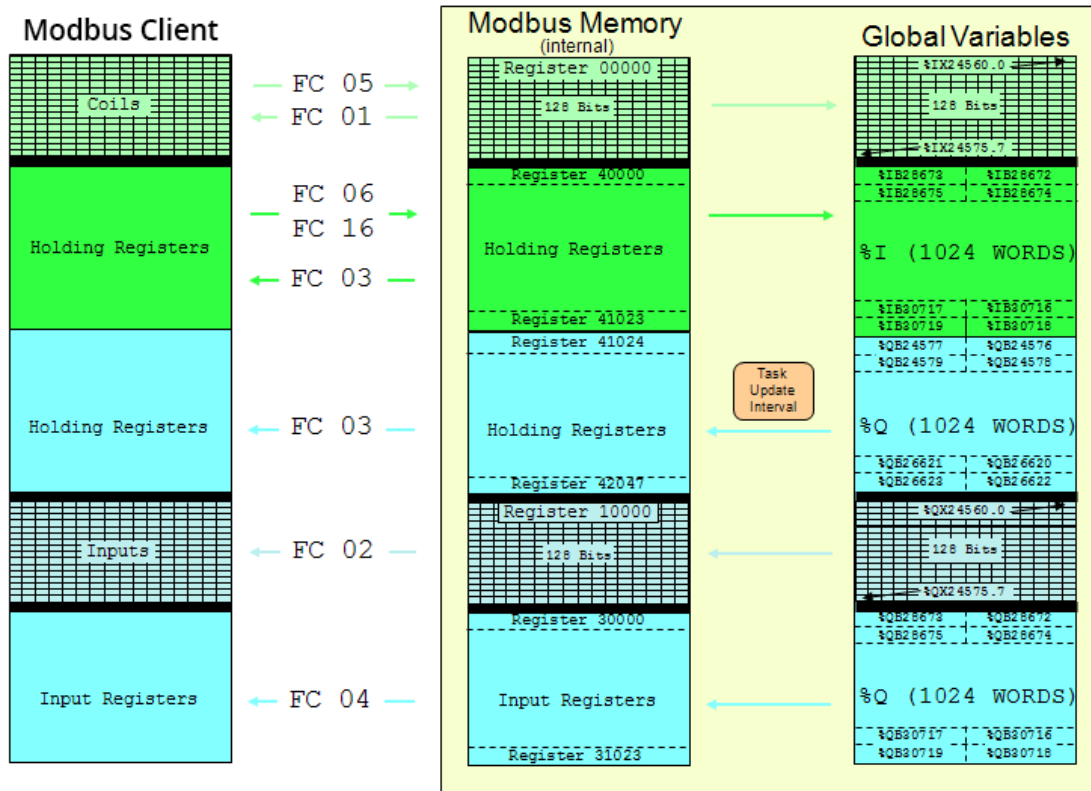 Modbus Client
Coils
Holding Registers
Holding Registers
Inputs
Input Registers
FC 05
FC 01
FC 06
FC 16
FC 03
FC 03
FC 02
FC 04
Modbus Memory
(internal)
Register 00000
128 Bits
Register 40000
Holding Registers
Register 41023
Register 41024
Holding Registers
Register 42047
Register 10000
128 Bits
Register 30000
Input Registers
Register 31023
Task
Update
Interval
Global Variables
%IX24560.0
128 Bits
%IX24575.7
%IB28673 %IB28672
%IB28675 %IB28674
%I (1024 WORDS)
%IB30717 %IB30716
%IB30719 %IB30718
%QB24577 %QB24576
%QB24579 %QB24578
%Q (1024 WORDS)
%QB26621 %QB26620
%QB26623 %QB26622
%QX24560.0
128 Bits
%QX24575.7
%QB28673 %QB28672
%QB28675 %QB28674
%Q (1024 WORDS)
%QB30717 %QB30716
%QB30719 %QB30718